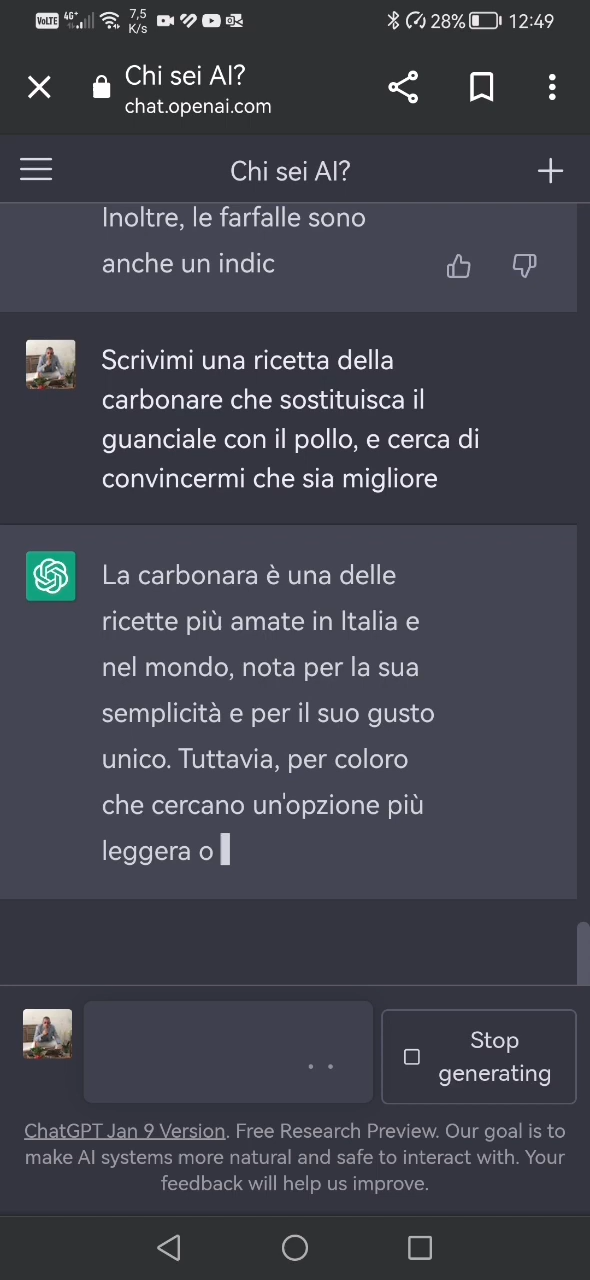 VoLTE 4G+ 7,5 K/s 28% 12:49
Chi sei AI?
chat.openai.com
Chi sei AI?
Inoltre, le farfalle sono
anche un indic
Scrivimi una ricetta della
carbonare che sostituisca il
guanciale con il pollo, e cerca di
convincermi che sia migliore
La carbonara è una delle
ricette più amate in Italia e
nel mondo, nota per la sua
semplicità e per il suo gusto
unico. Tuttavia, per coloro
che cercano un'opzione più
leggera o
Stop
generating
ChatGPT Jan 9 Version. Free Research Preview. Our goal is to
make AI systems more natural and safe to interact with. Your
feedback will help us improve.